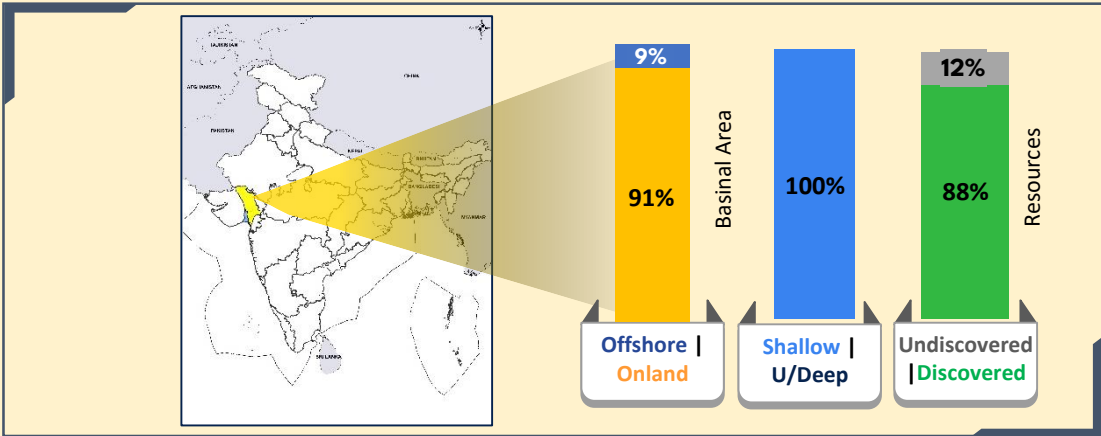 TAJIKISTAN
CHINA
AFGHANISTAN
PAKISTAN
NEPAL
BHUTAN
BANGLADESH
MYANMAR
SRI LANKA
9%
91%
Basinal Area
100%
12%
88%
Resources
Offshore |
Onland
Shallow |
U/Deep
Undiscovered
|Discovered